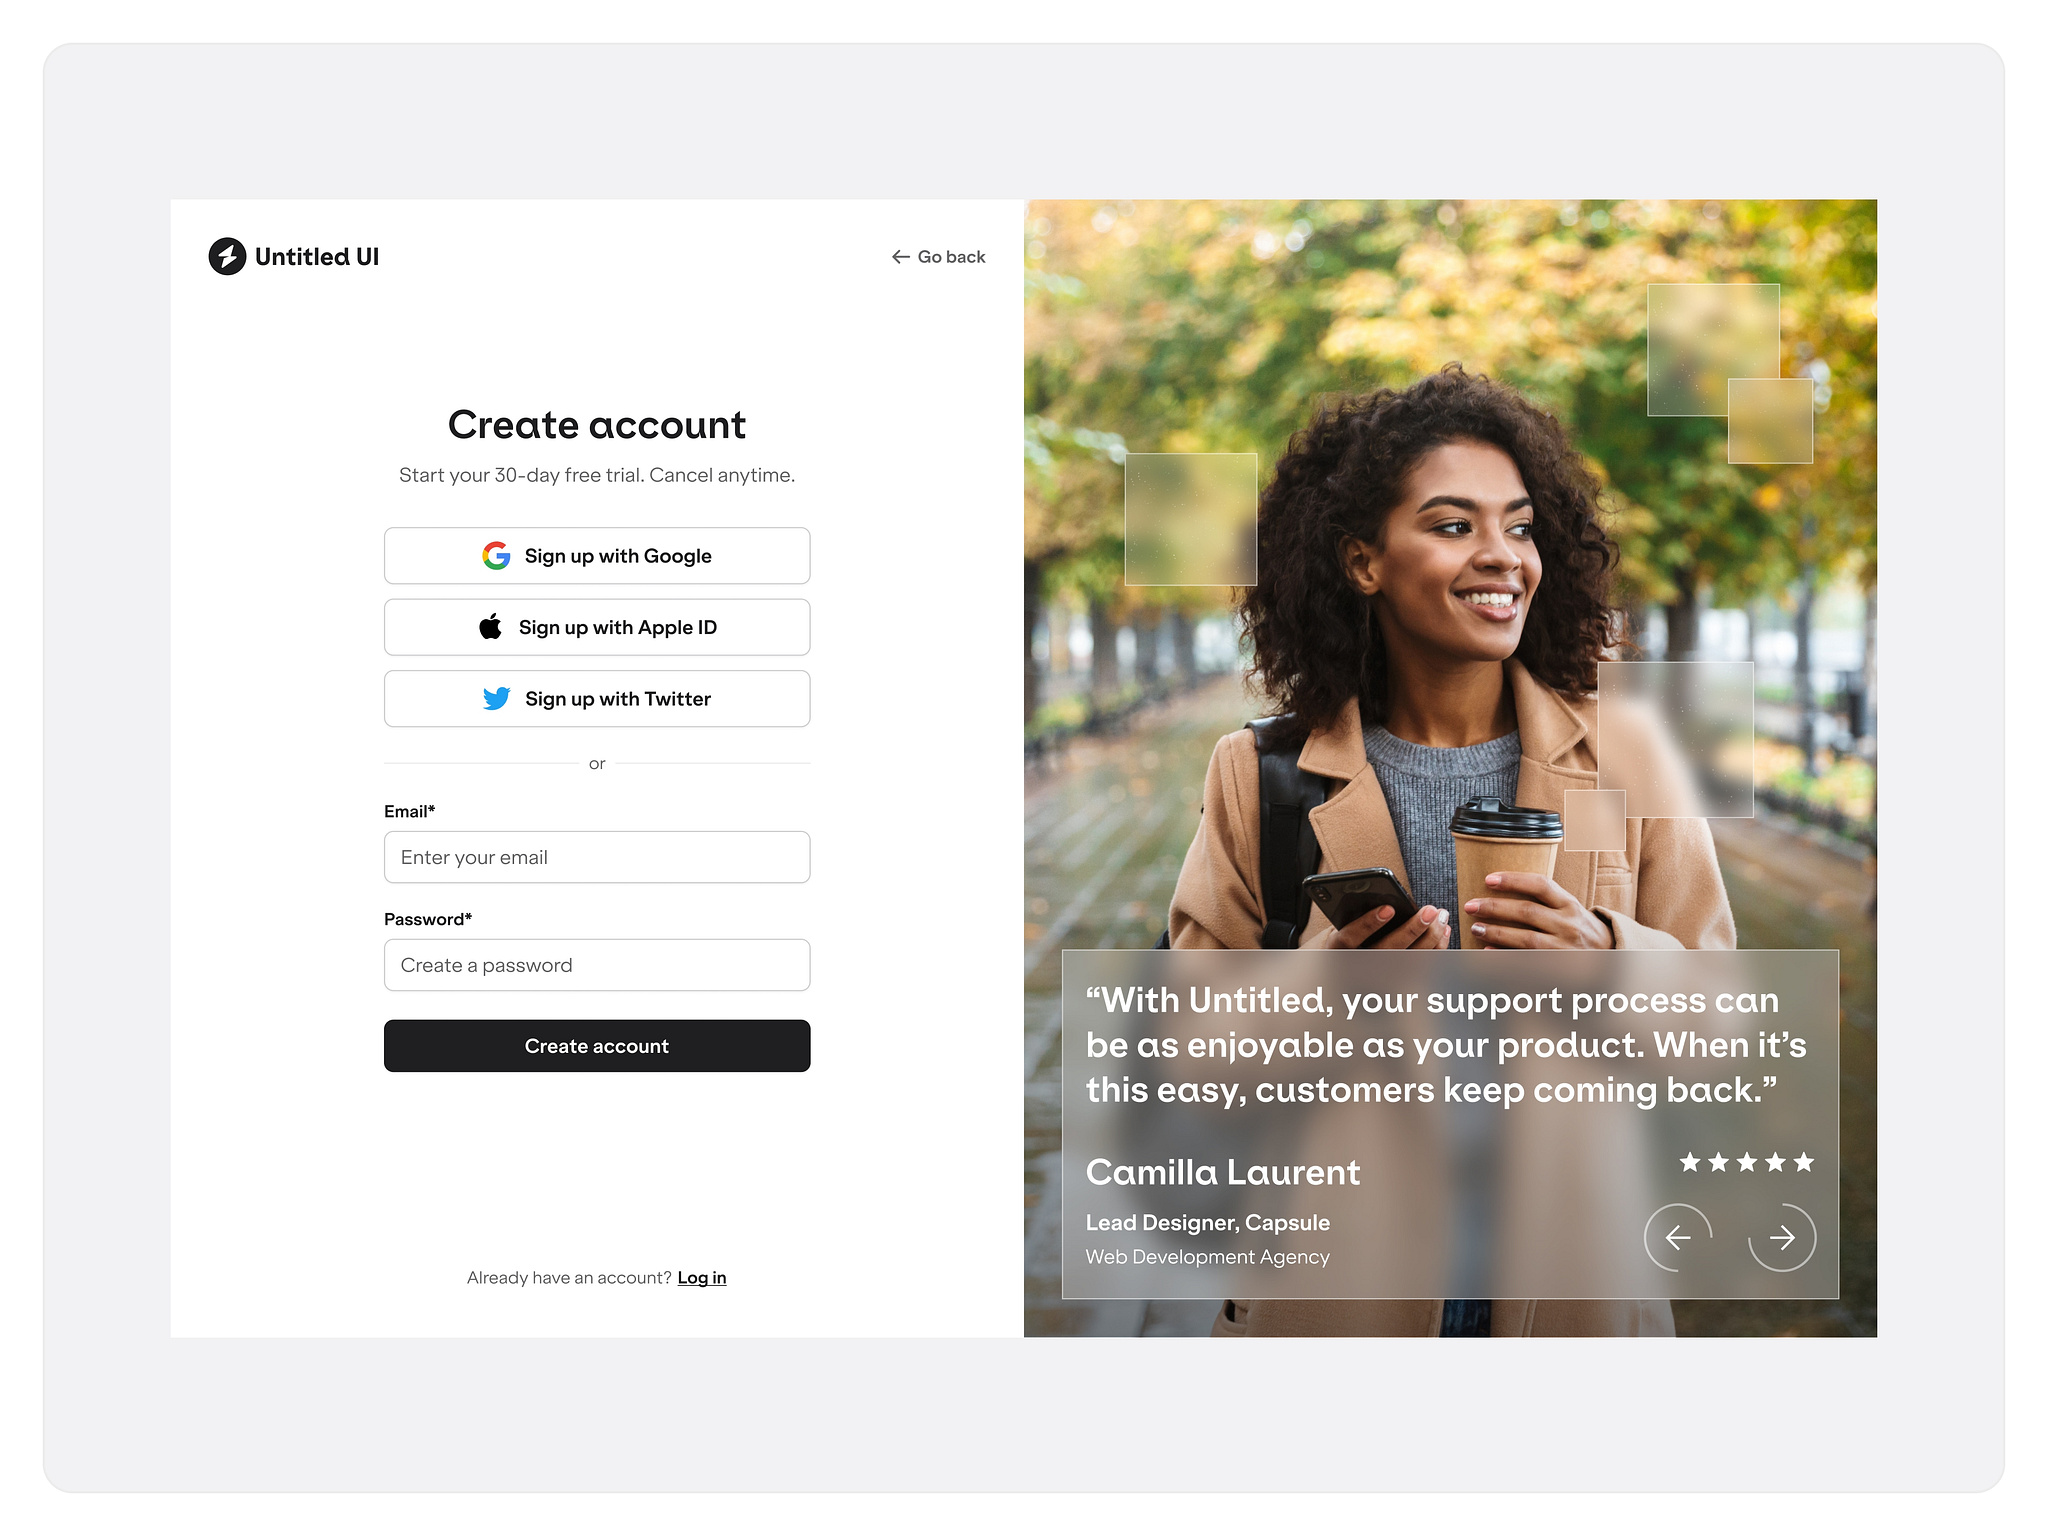 Untitled UI
Go back
Create account
Start your 30-day free trial. Cancel anytime.
Sign up with Google
Sign up with Apple ID
Sign up with Twitter
or
Email*
Enter your email
Password*
Create a password
Create account
Already have an account? Log in
“With Untitled, your support process can
be as enjoyable as your product. When it’s
this easy, customers keep coming back.”
Camilla Laurent
Lead Designer, Capsule
Web Development Agency